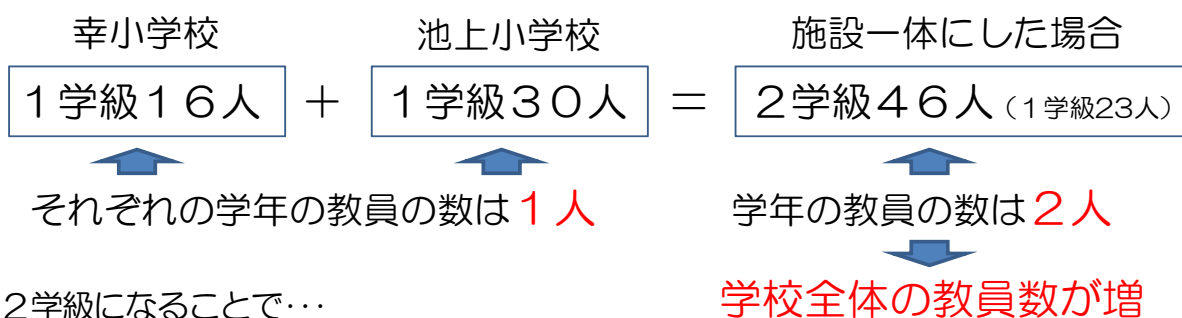 幸小学校 池上小学校 施設一体にした場合
1学級16人 + 1学級30人 = 2学級46人(1学級23人)
それぞれの学年の教員の数は1人 学年の教員の数は2人
2学級になることで・・・ 学校全体の教員数が増